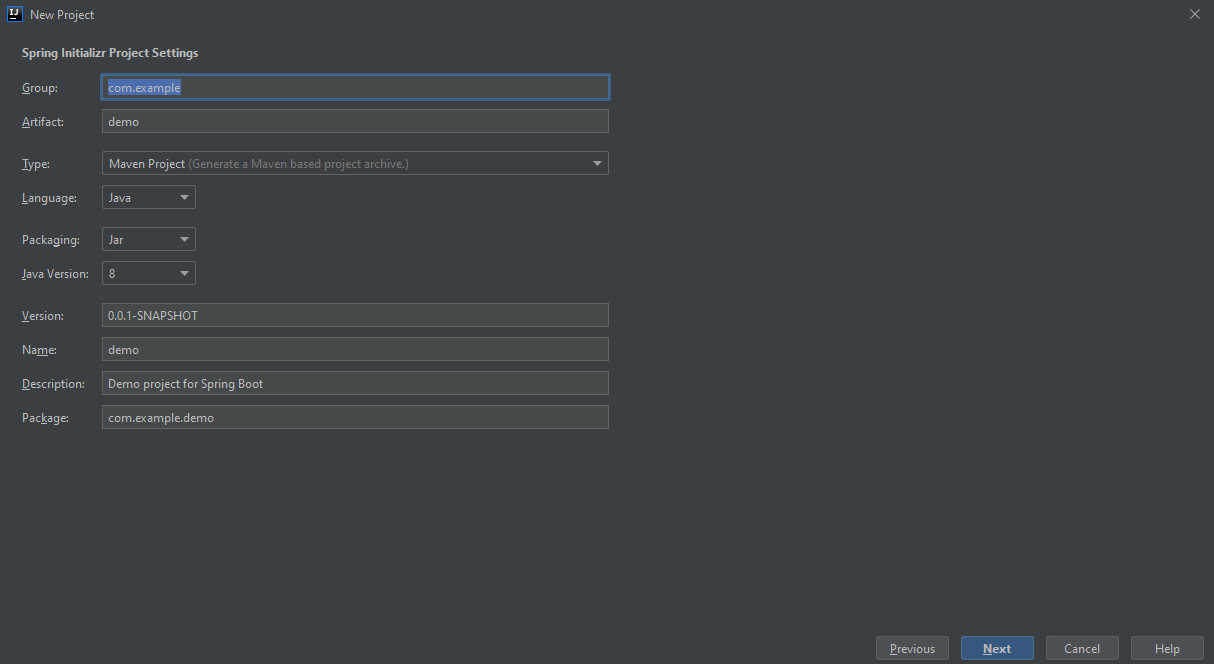 IJ New Project
Spring Initializr Project Settings
Group: com.example
Artifact: demo
Type: Maven Project (Generate a Maven based project archive.)
Language: Java
Packaging: Jar
Java Version: 8
Version: 0.0.1-SNAPSHOT
Name: demo
Description: Demo project for Spring Boot
Package: com.example.demo
Previous Next Cancel Help